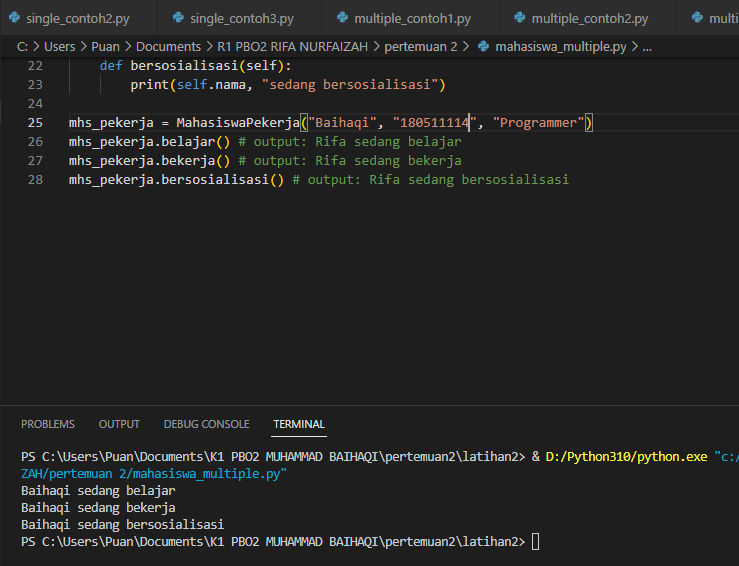 single_contoh2.py single_contoh3.py multiple_contoh1.py multiple_contoh2.py multi
C: > Users > Puan > Documents > R1 PBO2 RIFA NURFAIZAH > pertemuan 2 > mahasiswa_multiple.py > ...
22 def bersosialisasi(self):
23 print(self.nama, "sedang bersosialisasi")
24
25 mhs_pekerja = MahasiswaPekerja("Baihaqi", "180511114", "Programmer")
26 mhs_pekerja.belajar() # output: Rifa sedang belajar
27 mhs_pekerja.bekerja() # output: Rifa sedang bekerja
28 mhs_pekerja.bersosialisasi() # output: Rifa sedang bersosialisasi
PROBLEMS OUTPUT DEBUG CONSOLE TERMINAL
PS C:\Users\Puan\Documents\K1 PBO2 MUHAMMAD BAIHAQI\pertemuan2\latihan2> & D:/Python310/python.exe "c:/
ZAH/pertemuan 2/mahasiswa_multiple.py"
Baihaqi sedang belajar
Baihaqi sedang bekerja
Baihaqi sedang bersosialisasi
PS C:\Users\Puan\Documents\K1 PBO2 MUHAMMAD BAIHAQI\pertemuan2\latihan2>